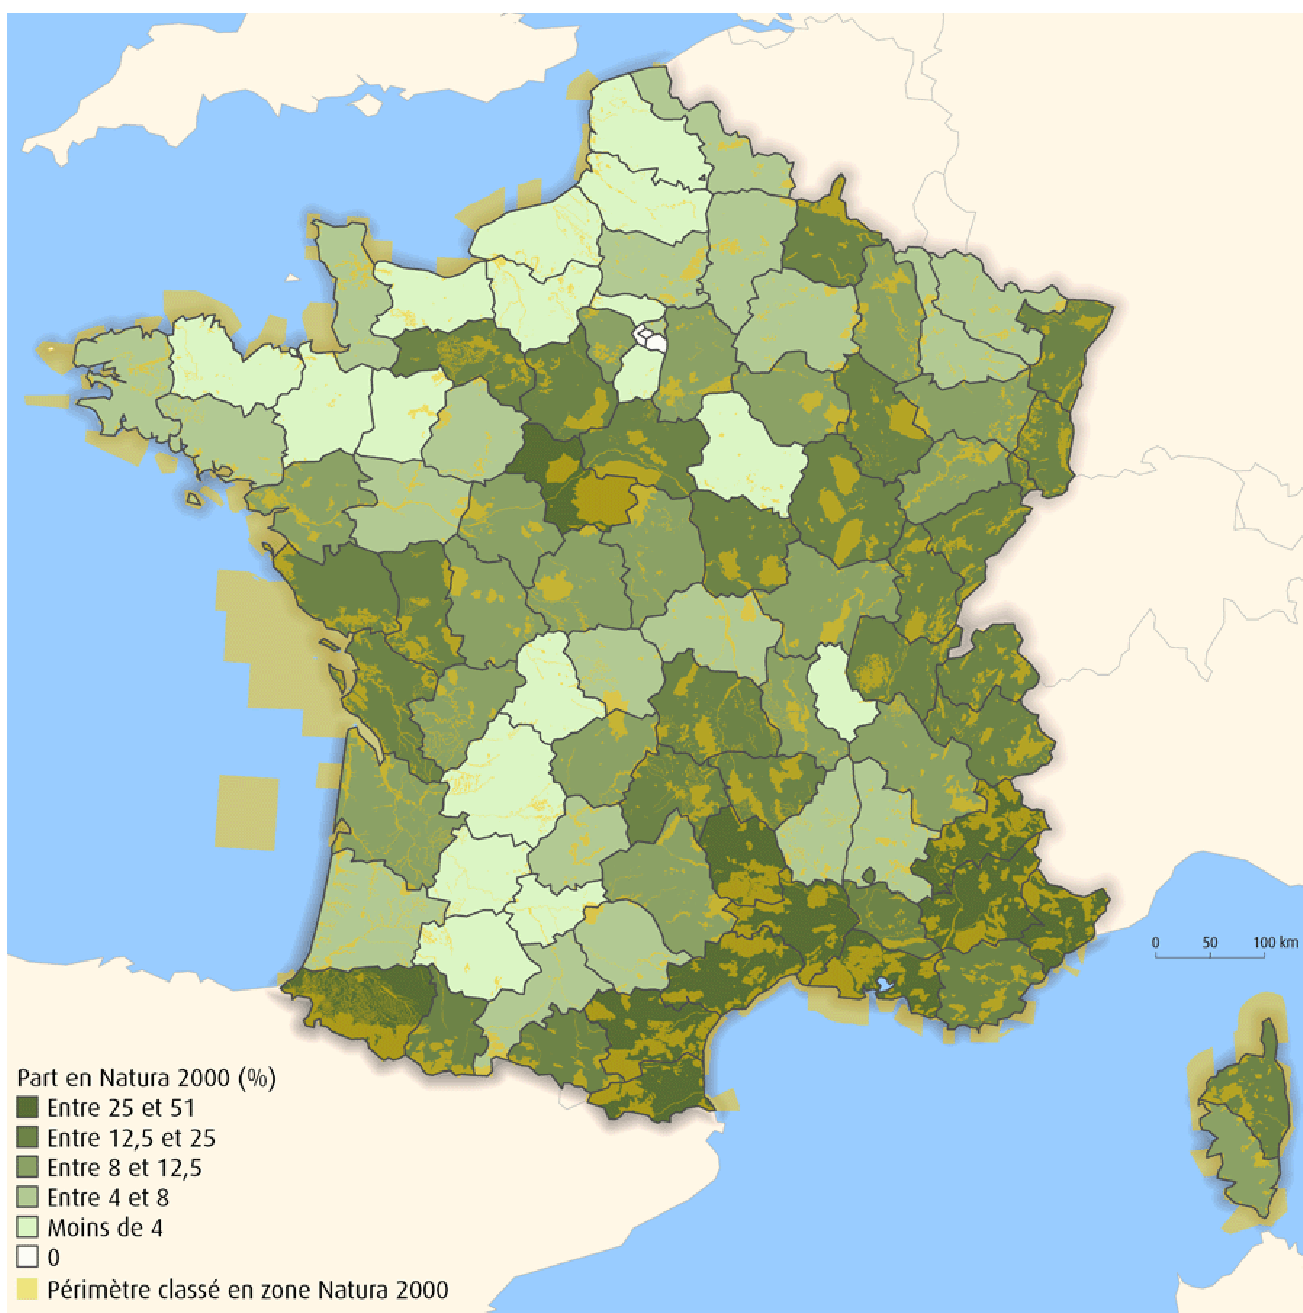 0 50 100 km
Part en Natura 2000 (%)
Entre 25 et 51
Entre 12,5 et 25
Entre 8 et 12,5
Entre 4 et 8
Moins de 4
0
Périmètre classé en zone Natura 2000